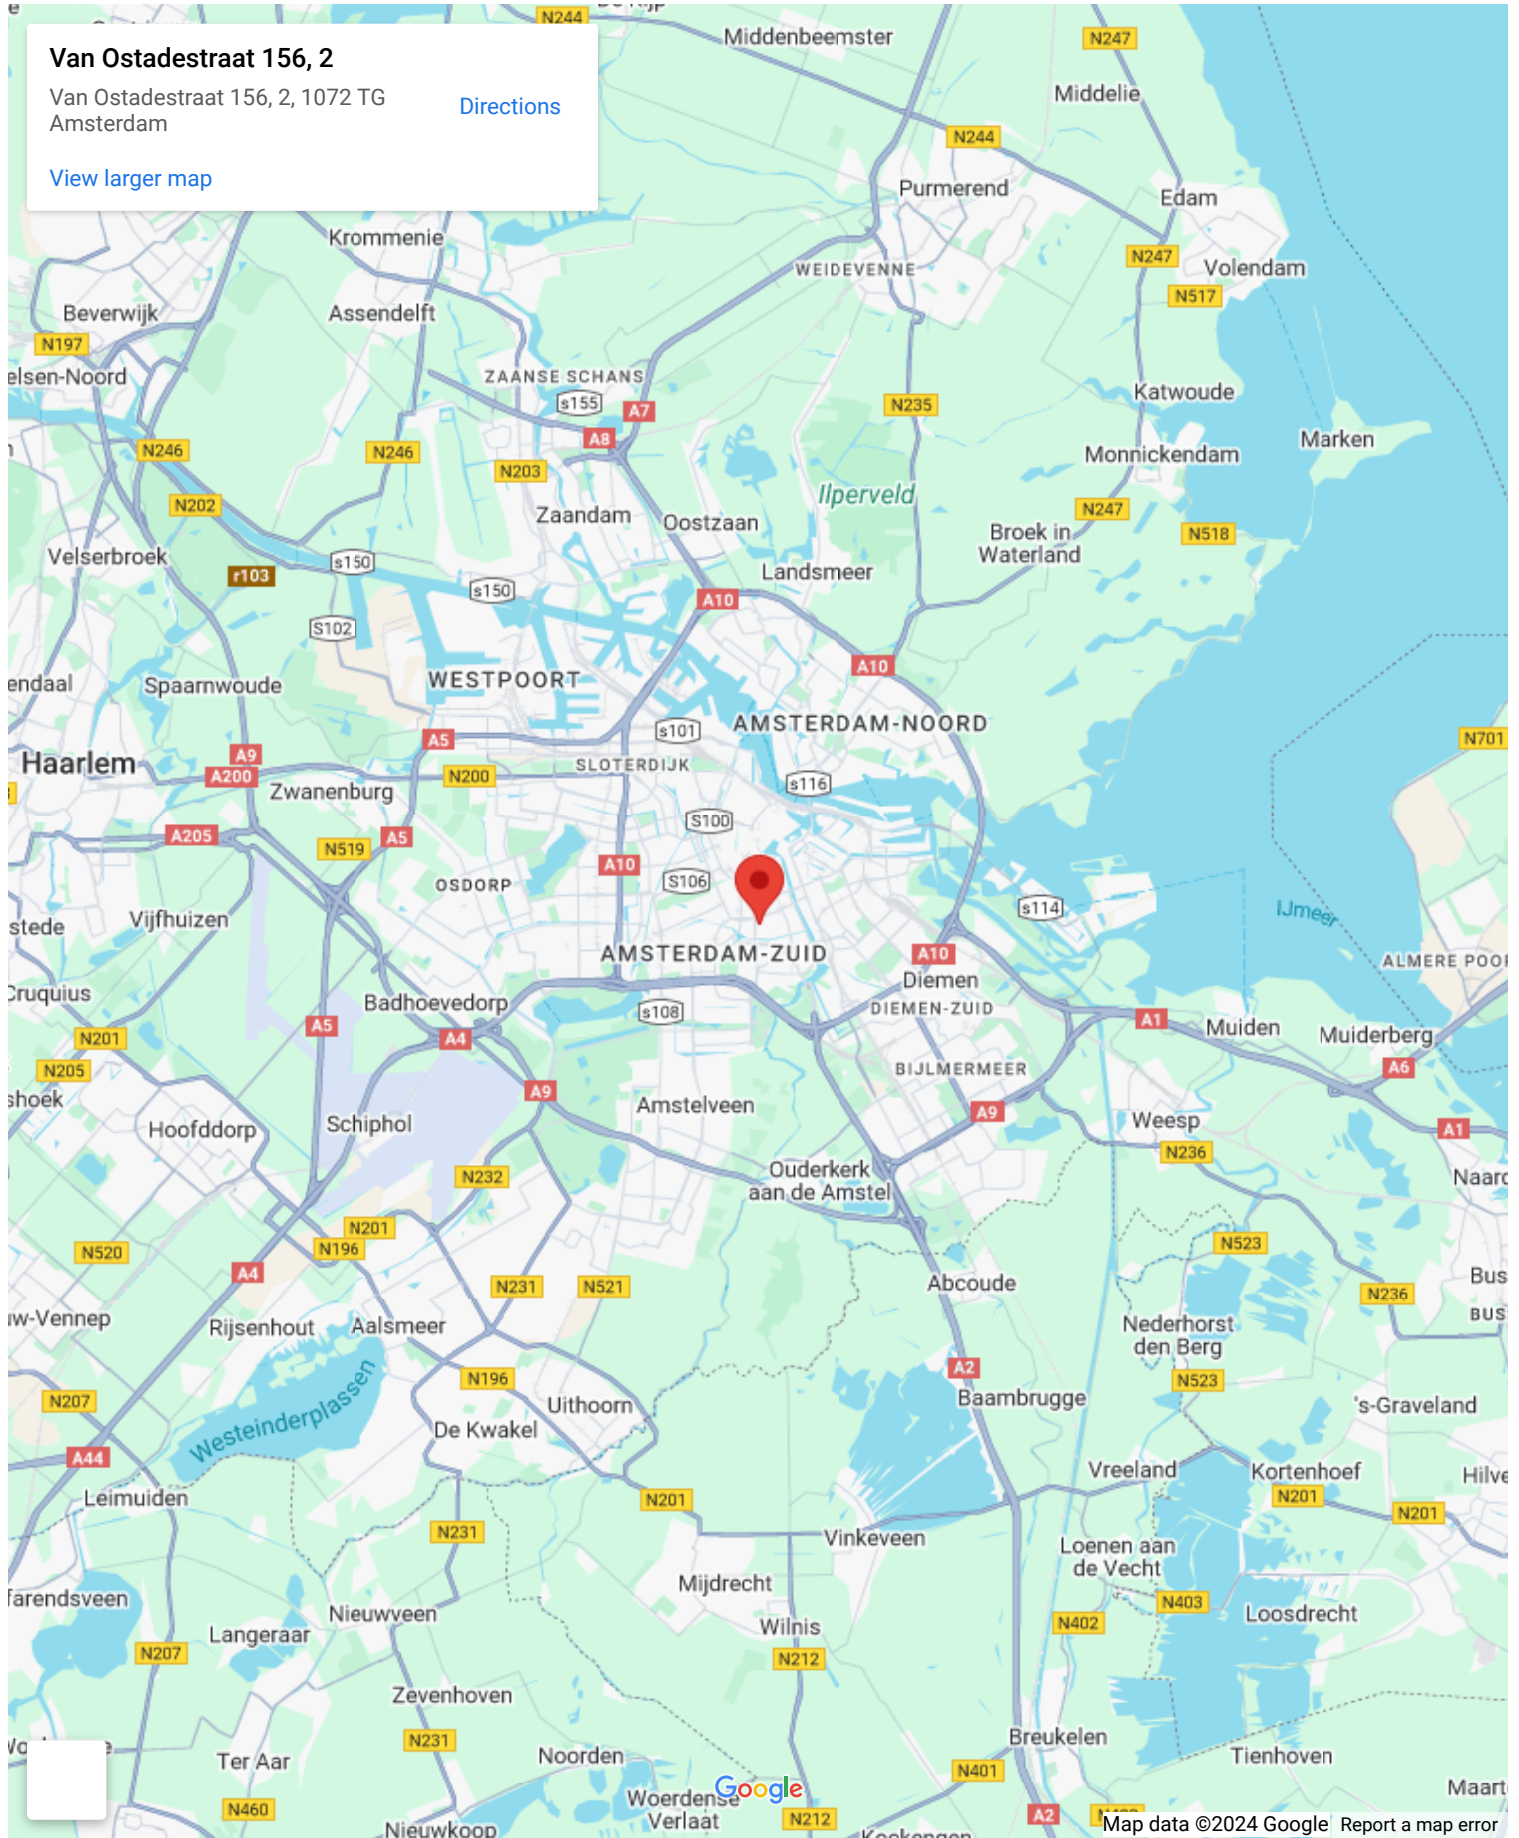 N244
Middenbeemster
N247
Van Ostadestraat 156, 2
Van Ostadestraat 156, 2, 1072 TG
Amsterdam
Directions
View larger map
Middelie
N244
Purmerend
Edam
Krommenie
N247
Volendam
WEIDEVENNE
N517
Beverwijk
Assendelft
N197
elsen-Noord
ZAANSE SCHANS
s155
A7
N235
Katwoude
A8
Marken
N246
N246
N203
Monnickendam
Ilperveld
N202
N247
Zaandam
Oostzaan
Broek in
Waterland
N518
Velserbroek
s150
r103
s150
Landsmeer
A10
S102
A10
endaal
Spaarnwoude
WESTPOORT
AMSTERDAM-NOORD
s101
A5
N701
Haarlem
A9
A200
N200
SLOTERDIJK
Zwanenburg
s116
S100
A205
A5
N519
A10
S106
OSDORP
s114
IJmeer
stede
Vijfhuizen
AMSTERDAM-ZUID
A10
ALMERE POOR
Diemen
Cruquius
Badhoevedorp
s108
DIEMEN-ZUID
A5
A4
A1
Muiden
Muiderberg
N201
N205
BIJLMERMEER
A6
shoek
A9
Amstelveen
A9
Schiphol
Hoofddorp
Weesp
A1
N236
N232
Ouderkerk
aan de Amstel
Naard
N201
N196
N520
N523
A4
N231
N521
Abcoude
Bus
N236
uw-Vennep
Rijsenhout
Aalsmeer
Nederhorst
den Berg
BUS
A2
N196
N523
N207
Westeinderplassen
Uithoorn
Baambrugge
's-Graveland
De Kwakel
A44
Vreeland
Kortenhoef
Hilve
Leimuiden
N201
N201
N201
N231
Vinkeveen
Loenen aan
de Vecht
Mijdrecht
farendsveen
Nieuwveen
N403
Loosdrecht
N402
Langeraar
Wilnis
N207
N212
Zevenhoven
N231
Breukelen
Ter Aar
Noorden
Tienhoven
N401
Google
Maart
Woerdense
Verlaat
N460
N212
A2
Nieuwkoop
Kockengen
Map data ©2024 Google
Report a map error